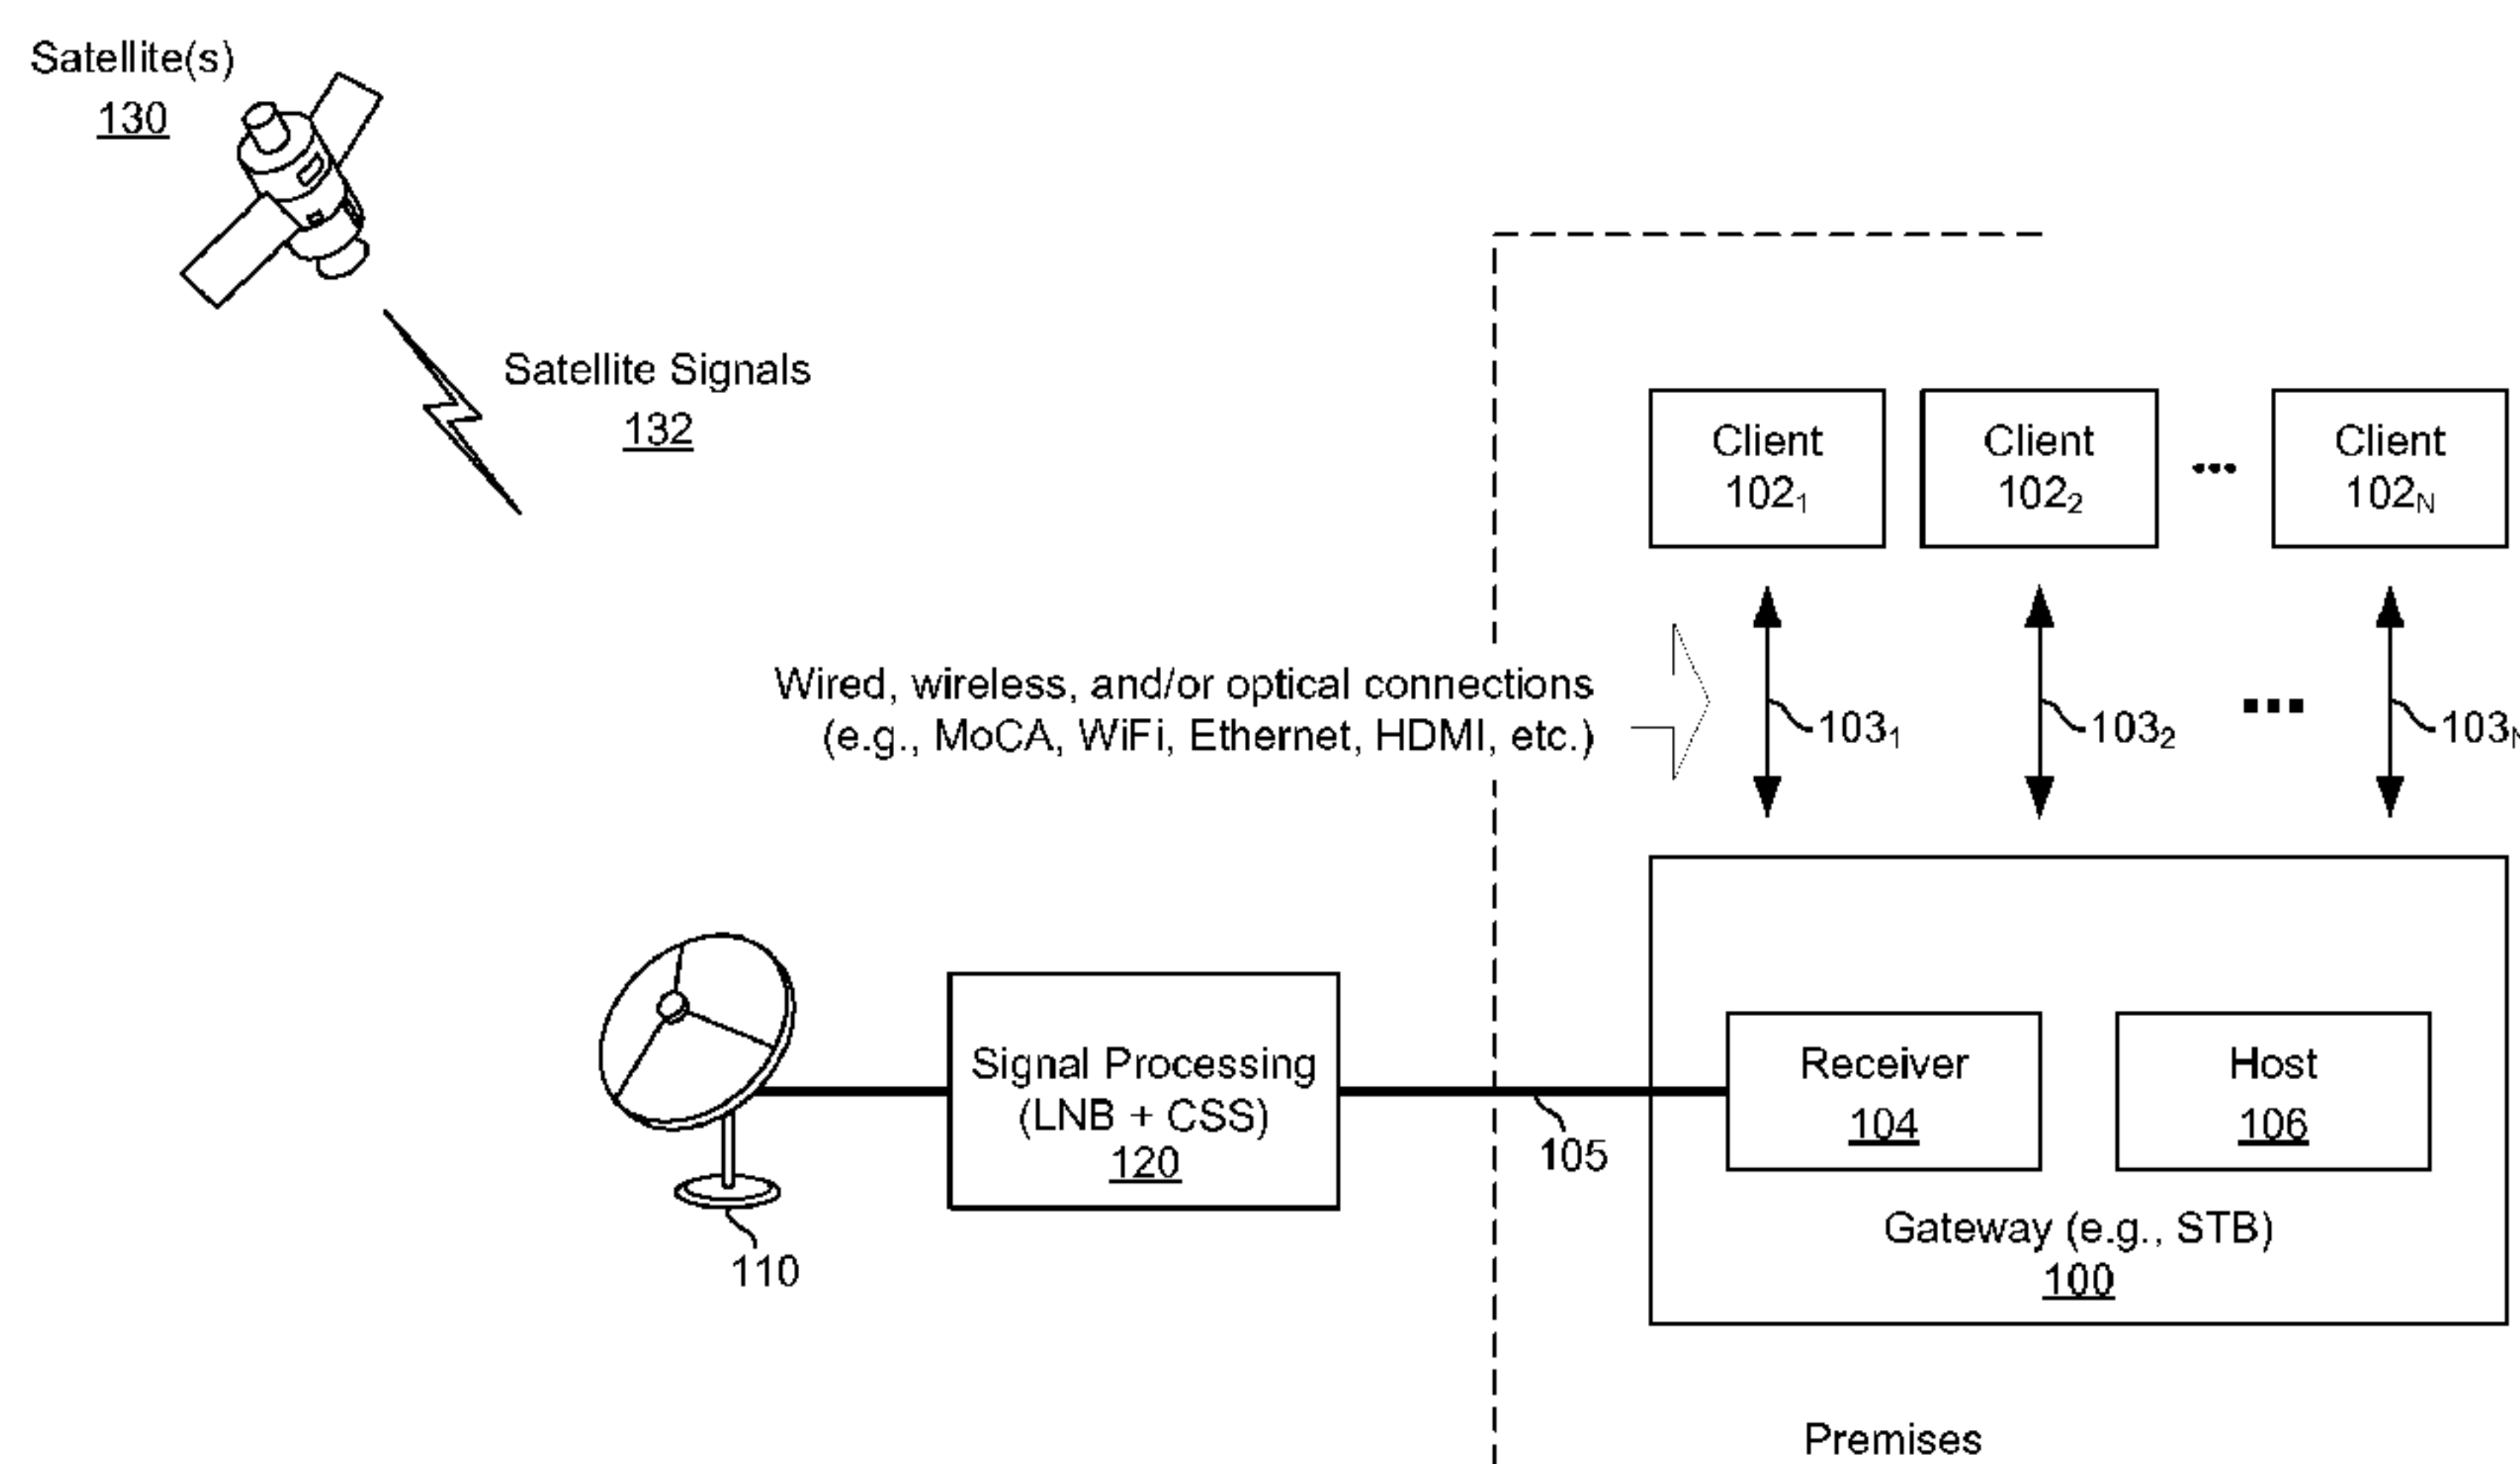 Satellite(s)
130
Satellite Signals
132
Client
102₁
Client
102₂
...
Client
102N
Wired, wireless, and/or optical connections
(e.g., MoCA, WiFi, Ethernet, HDMI, etc.)
103₁
103₂
...
103N
Signal Processing
(LNB + CSS)
120
105
Receiver
104
Host
106
Gateway (e.g., STB)
100
110
Premises